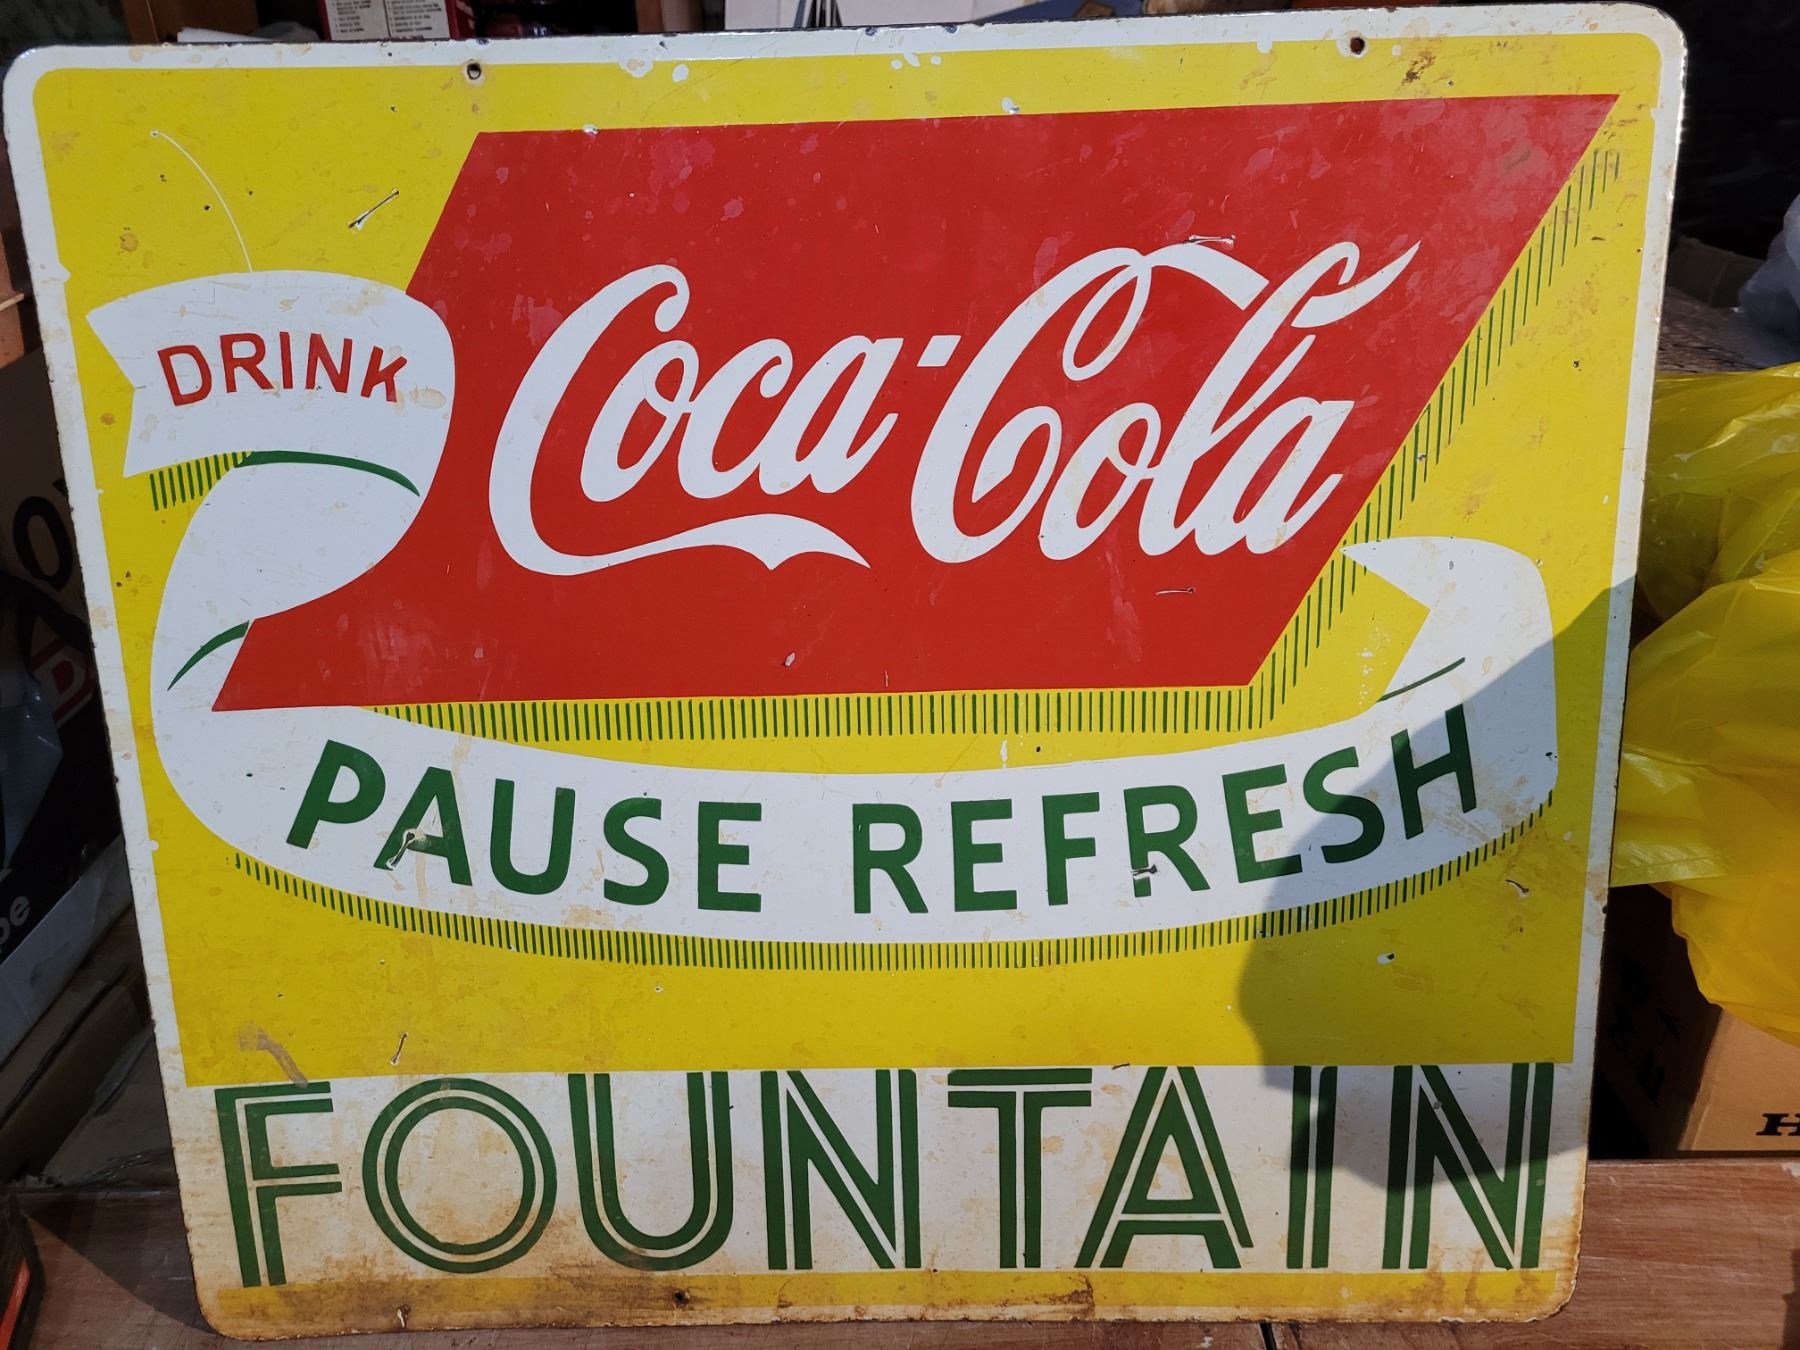 DRINK
Coca-Cola
PAUSE REFRESH
FOUNTAIN